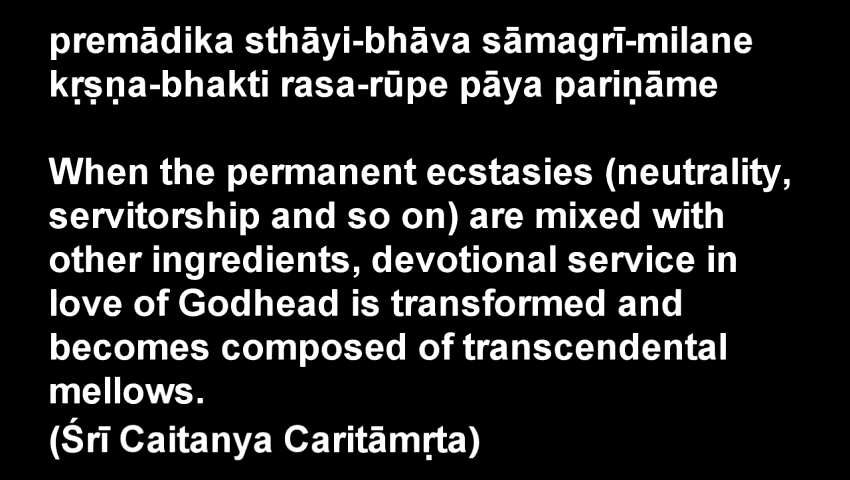 premādika sthāyi-bhāva sāmagrī-milane
kṛṣṇa-bhakti rasa-rūpe pāya pariṇāme
When the permanent ecstasies (neutrality,
servitorship and so on) are mixed with
other ingredients, devotional service in
love of Godhead is transformed and
becomes composed of transcendental
mellows.
(Śrī Caitanya Caritāmṛta)